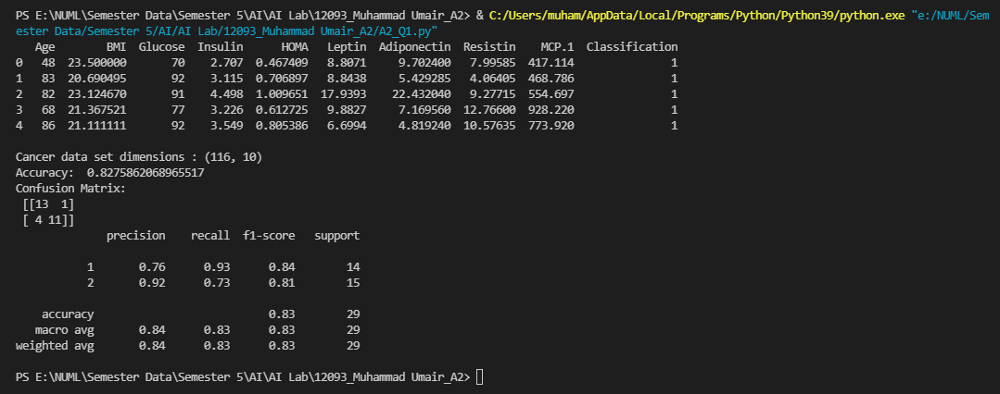 PS E:\NUML\Semester Data\Semester 5\AI\AI Lab\12093_Muhammad Umair_A2> & C:/Users/muham/AppData/Local/Programs/Python/Python39/python.exe "e:/NUML/Sem
ester Data/Semester 5/AI/AI Lab/12093_Muhammad Umair_A2/A2_Q1.py"
   Age        BMI  Glucose  Insulin      HOMA   Leptin  Adiponectin  Resistin    MCP.1  Classification
0   48  23.500000       70    2.707  0.467409   8.8071     9.702400   7.99585  417.114               1
1   83  20.690495       92    3.115  0.706897   8.8438     5.429285   4.06405  468.786               1
2   82  23.124670       91    4.498  1.009651  17.9393    22.432040   9.27715  554.697               1
3   68  21.367521       77    3.226  0.612725   9.8827     7.169560  12.76600  928.220               1
4   86  21.111111       92    3.549  0.805386   6.6994     4.819240  10.57635  773.920               1
Cancer data set dimensions : (116, 10)
Accuracy:  0.8275862068965517
Confusion Matrix:
 [[13  1]
 [ 4 11]]
              precision    recall  f1-score   support
           1       0.76      0.93      0.84        14
           2       0.92      0.73      0.81        15
    accuracy                           0.83        29
   macro avg       0.84      0.83      0.83        29
weighted avg       0.84      0.83      0.83        29
PS E:\NUML\Semester Data\Semester 5\AI\AI Lab\12093_Muhammad Umair_A2>